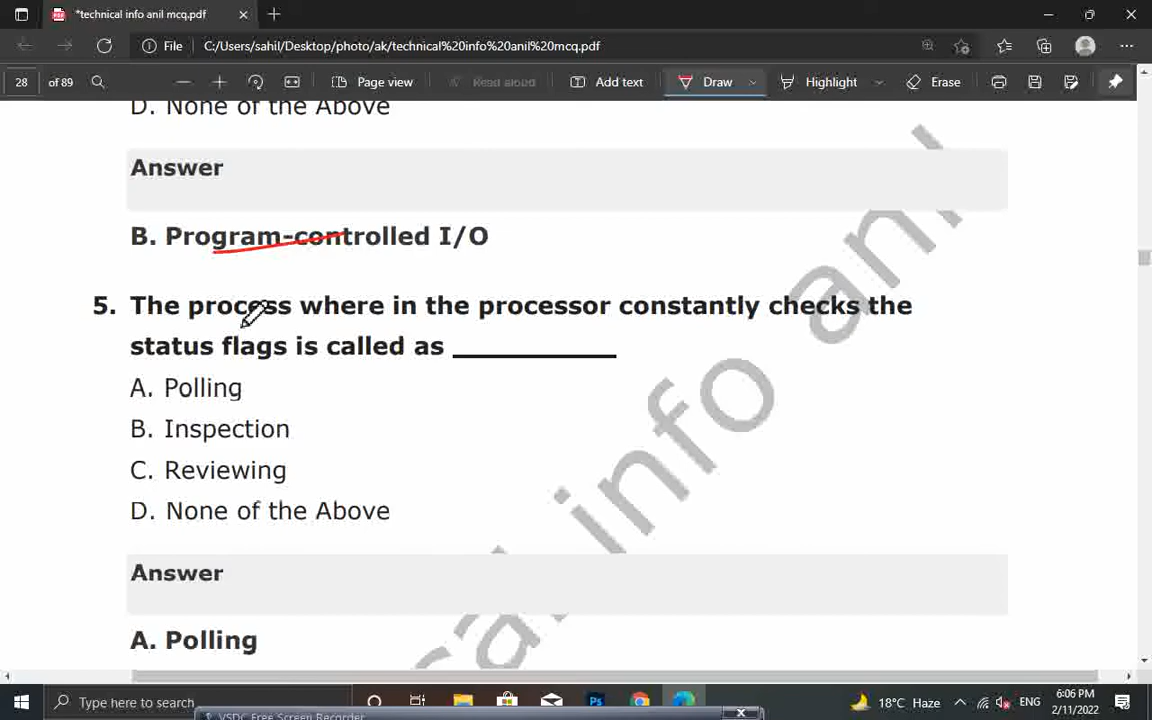 *technical info anil mcq.pdf
File
C:/Users/sahil/Desktop/photo/ak/technical%20info%20anil%20mcq.pdf
28 of 89
Page view
Read aloud
Add text
Draw
Highlight
Erase
D. None of the Above
Answer
B. Program-controlled I/O
5. The process where in the processor constantly checks the
status flags is called as ____________
A. Polling
B. Inspection
C. Reviewing
D. None of the Above
Answer
A. Polling
cal info anil
Type here to search
18°C Haze
ENG
6:06 PM
2/11/2022
VSDC Free Screen Recorder